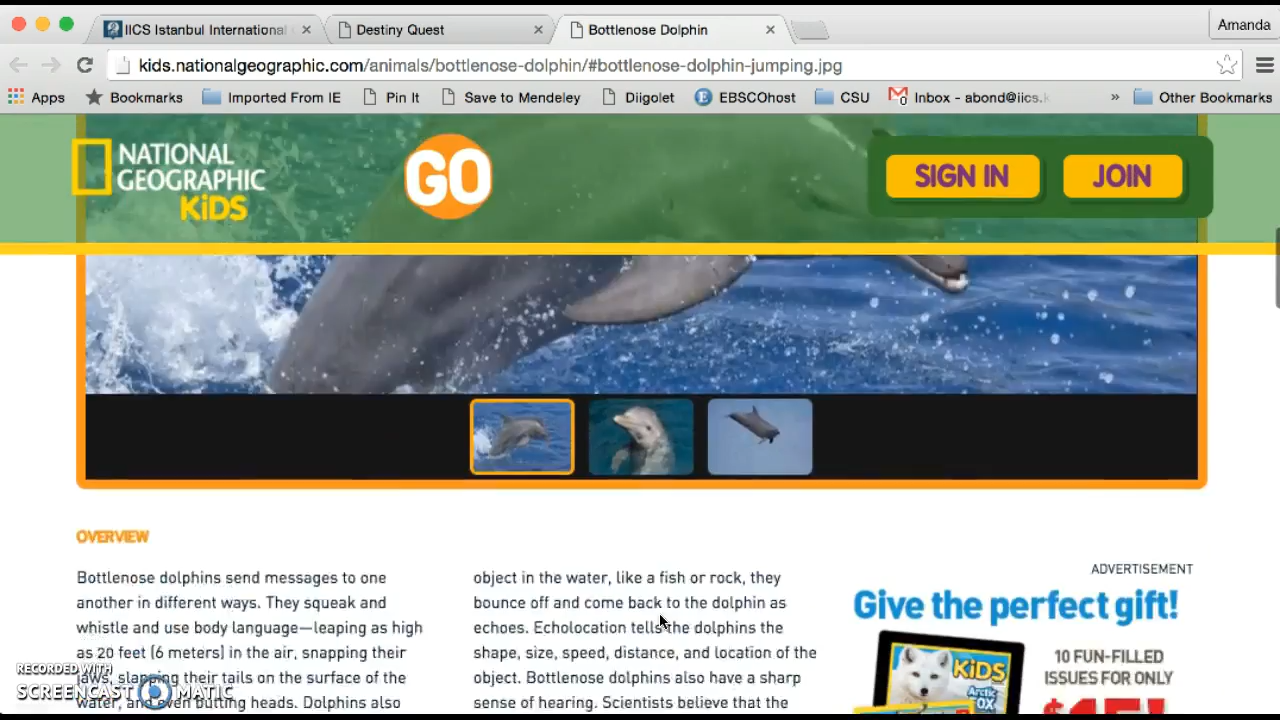 IICS Istanbul International
Destiny Quest
Bottlenose Dolphin
Amanda
kids.nationalgeographic.com/animals/bottlenose-dolphin/#bottlenose-dolphin-jumping.jpg
Apps
Bookmarks
Imported From IE
Pin It
Save to Mendeley
Diigolet
EBSCOhost
CSU
Inbox - abond@iics.k
» Other Bookmarks
NATIONAL
GEOGRAPHIC
KiDS
GO
SIGN IN
JOIN
OVERVIEW
Bottlenose dolphins send messages to one
another in different ways. They squeak and
whistle and use body language—leaping as high
as 20 feet (6 meters) in the air, snapping their
jaws, slapping their tails on the surface of the
water, and even butting heads. Dolphins also
object in the water, like a fish or rock, they
bounce off and come back to the dolphin as
echoes. Echolocation tells the dolphins the
shape, size, speed, distance, and location of the
object. Bottlenose dolphins also have a sharp
sense of hearing. Scientists believe that the
ADVERTISEMENT
Give the perfect gift!
KiDS
Arctic
10 FUN-FILLED
ISSUES FOR ONLY
$15!
RECORDED WITH
SCREENCAST MATIC